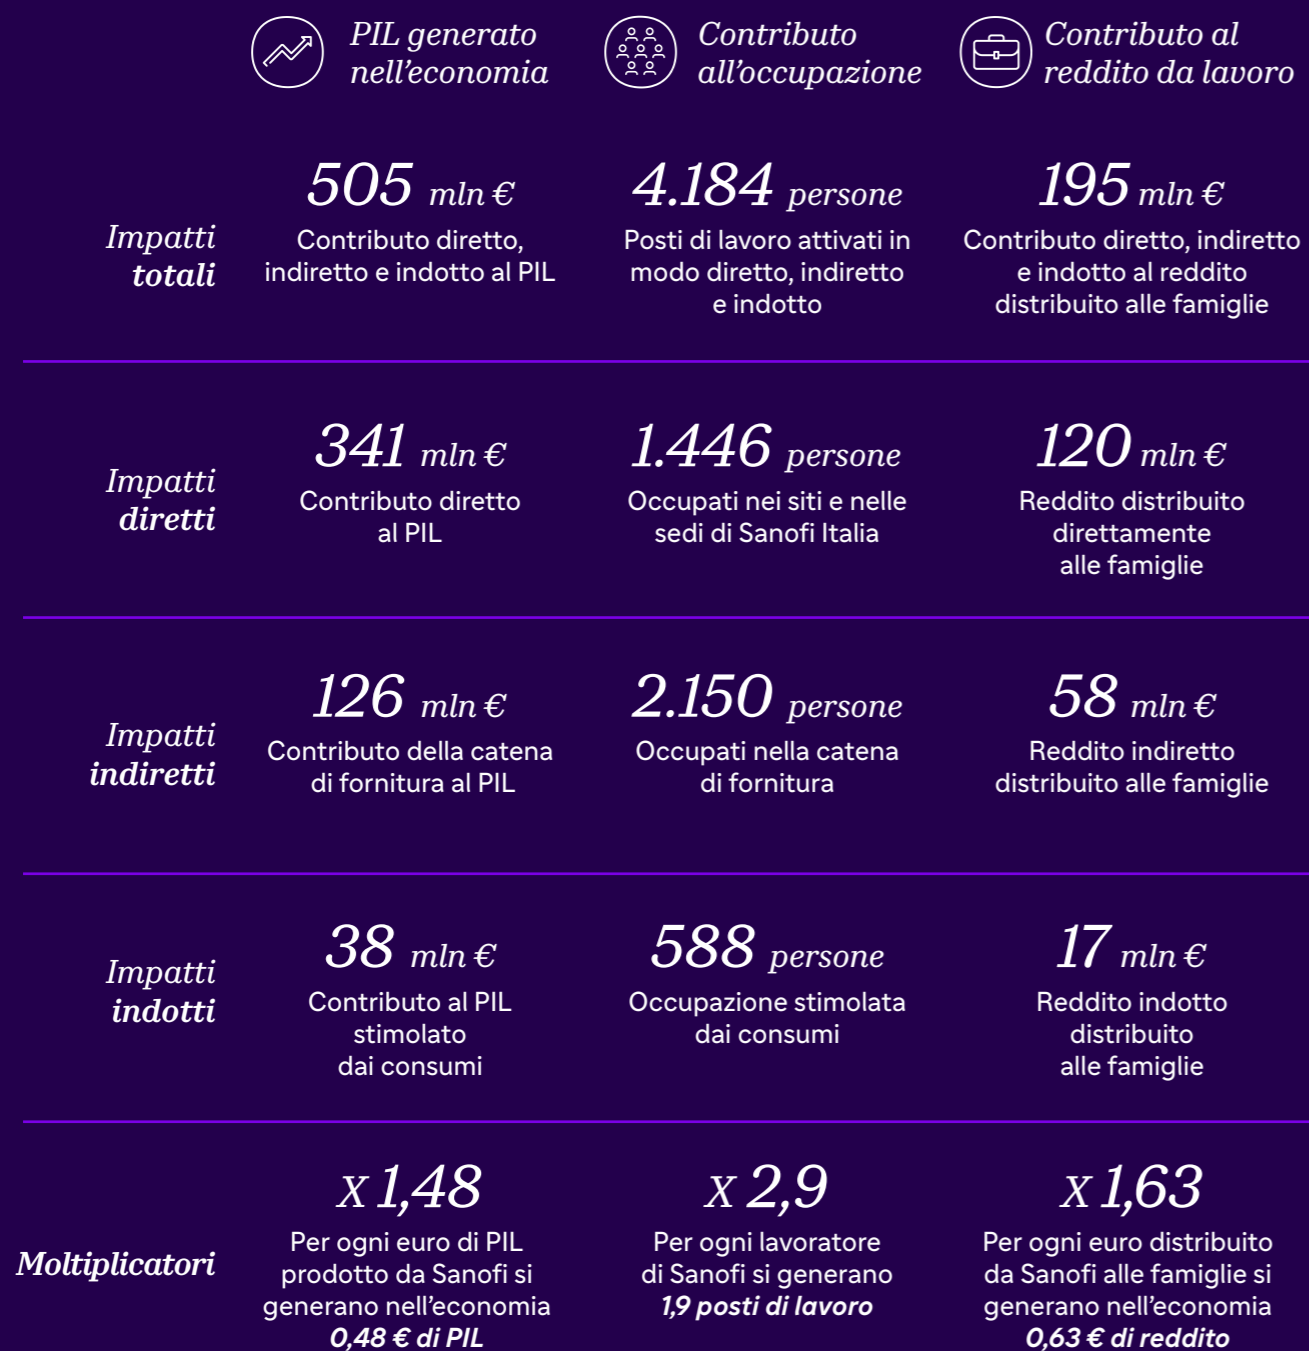 PIL generato
nell'economia
Contributo
all'occupazione
Contributo al
reddito da lavoro
Impatti
totali
505 mln €
Contributo diretto,
indiretto e indotto al PIL
4.184 persone
Posti di lavoro attivati in
modo diretto, indiretto
e indotto
195 mln €
Contributo diretto, indiretto
e indotto al reddito
distribuito alle famiglie
Impatti
diretti
341 mln €
Contributo diretto
al PIL
1.446 persone
Occupati nei siti e nelle
sedi di Sanofi Italia
120 mln €
Reddito distribuito
direttamente
alle famiglie
Impatti
indiretti
126 mln €
Contributo della catena
di fornitura al PIL
2.150 persone
Occupati nella catena
di fornitura
58 mln €
Reddito indiretto
distribuito alle famiglie
Impatti
indotti
38 mln €
Contributo al PIL
stimolato
dai consumi
588 persone
Occupazione stimolata
dai consumi
17 mln €
Reddito indotto
distribuito
alle famiglie
Moltiplicatori
X 1,48
Per ogni euro di PIL
prodotto da Sanofi si
generano nell'economia
0,48 € di PIL
X 2,9
Per ogni lavoratore
di Sanofi si generano
1,9 posti di lavoro
X 1,63
Per ogni euro distribuito
da Sanofi alle famiglie si
generano nell'economia
0,63 € di reddito